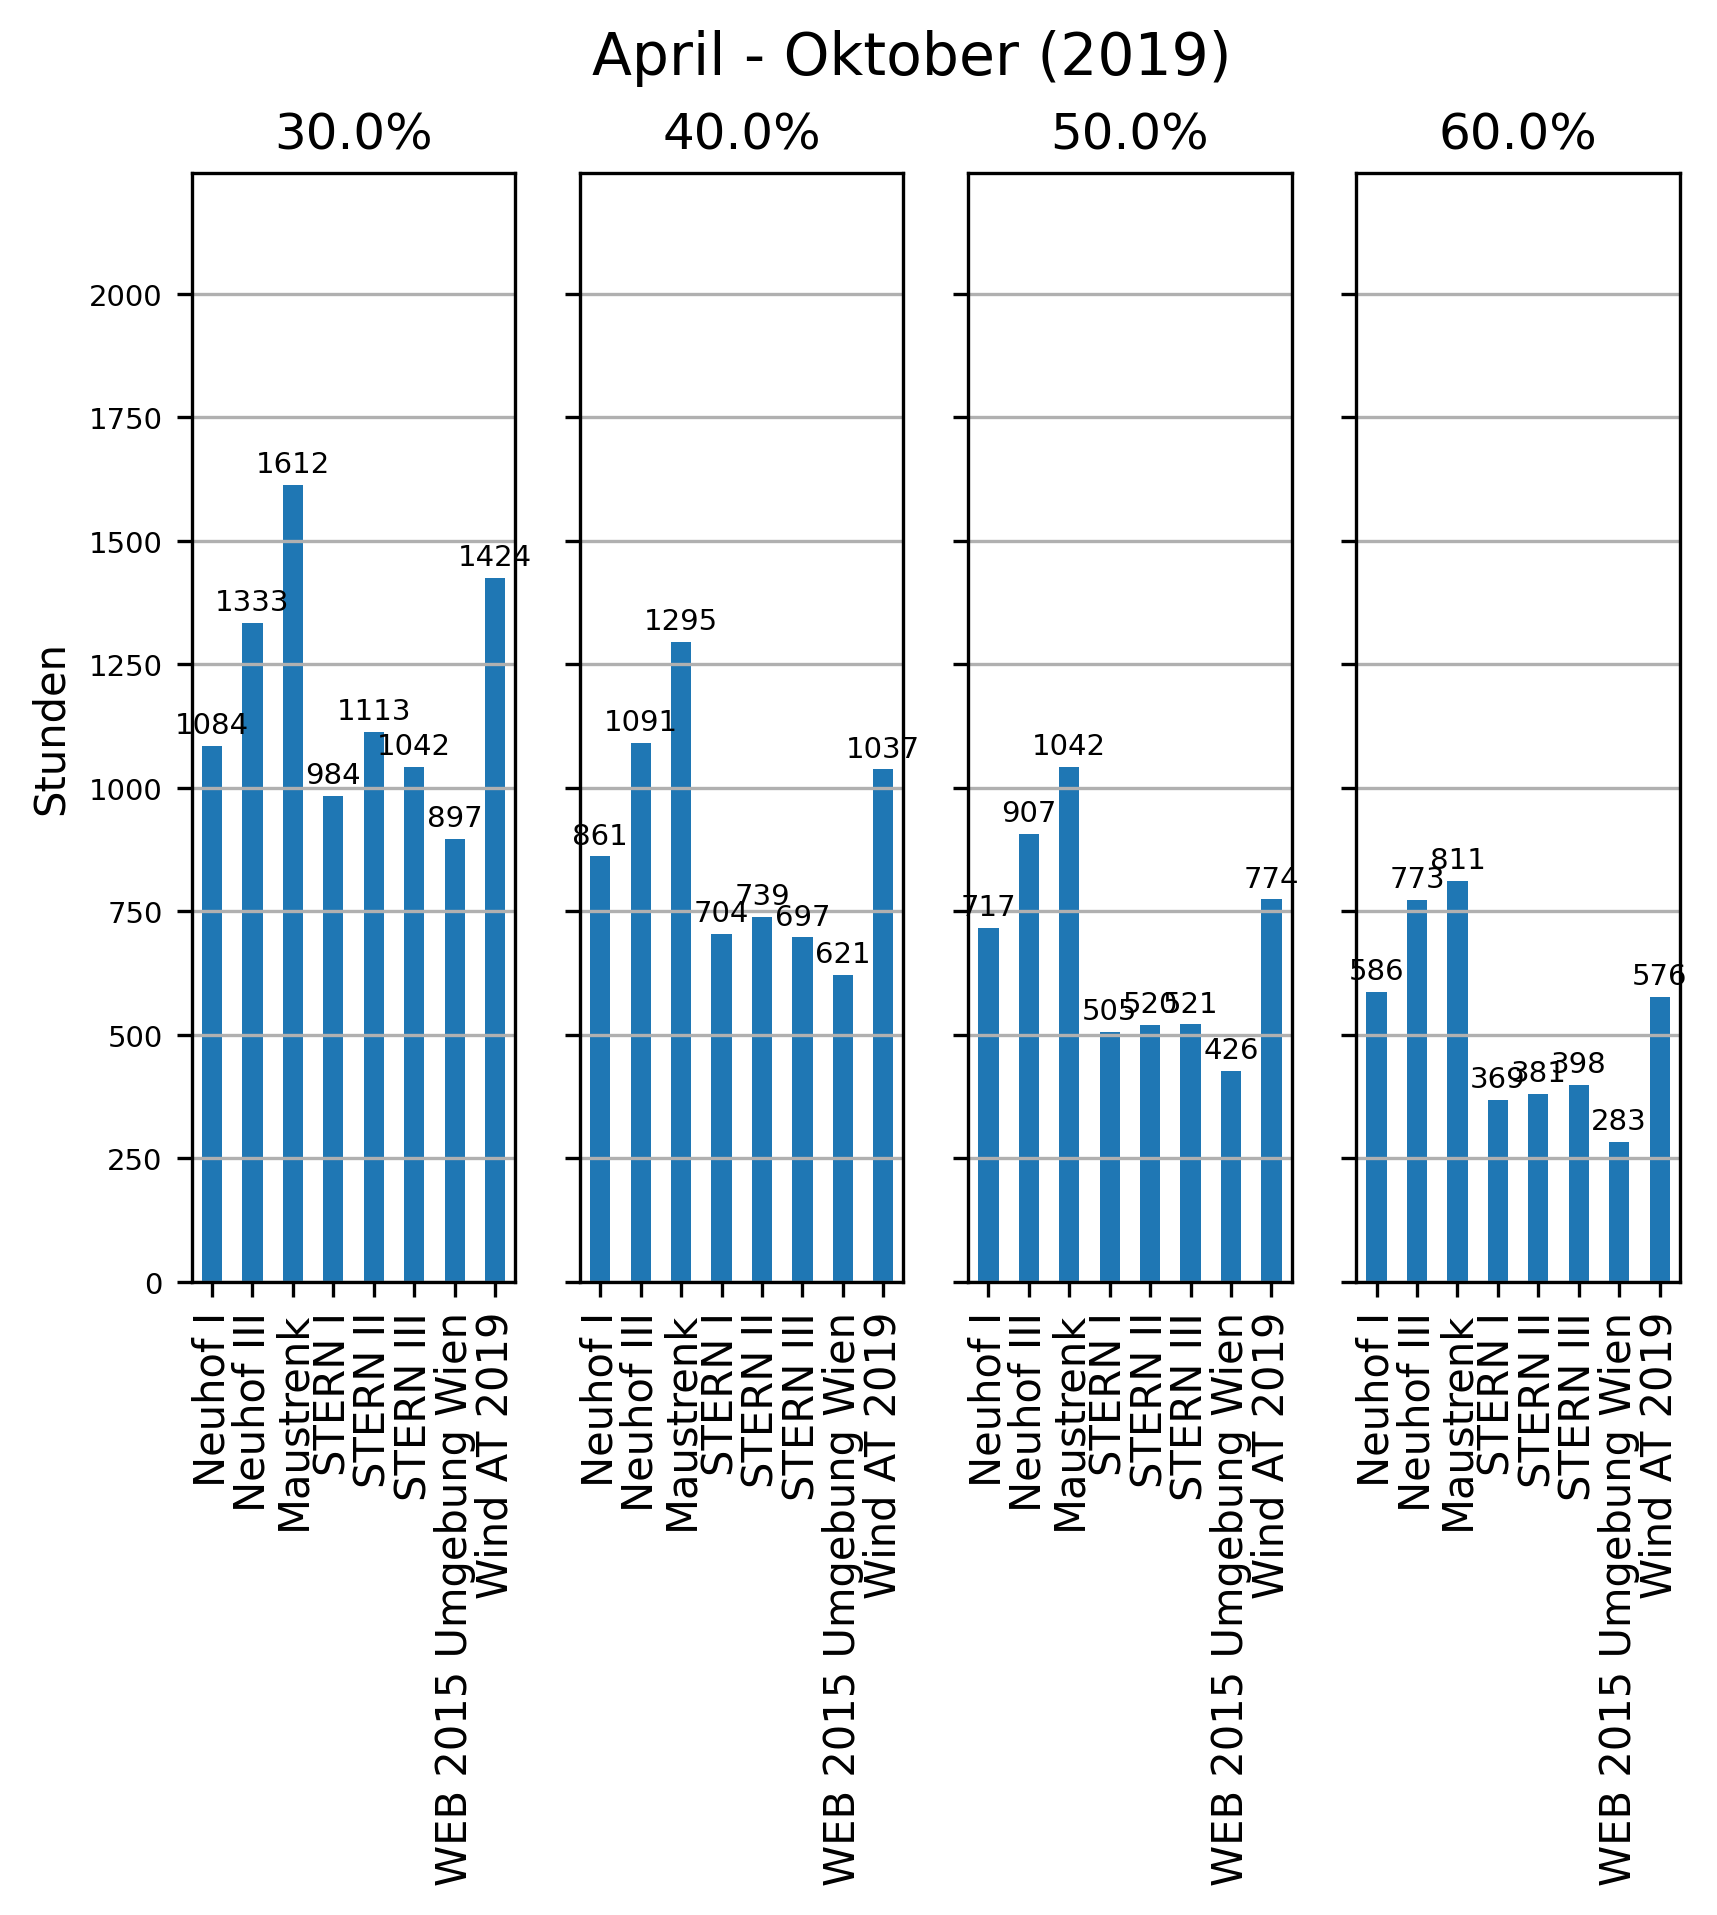 April - Oktober (2019)
30.0%
40.0%
50.0%
60.0%
Stunden
2000
1750
1500
1250
1000
750
500
250
0
1084
1333
1612
984
1113
1042
897
1424
861
1091
1295
704
739
697
621
1037
717
907
1042
505
520
521
426
774
586
773
811
369
381
398
283
576
Neuhof I
Neuhof III
Maustrenk
STERN I
STERN II
STERN III
WEB 2015 Umgebung Wien
Wind AT 2019
Neuhof I
Neuhof III
Maustrenk
STERN I
STERN II
STERN III
WEB 2015 Umgebung Wien
Wind AT 2019
Neuhof I
Neuhof III
Maustrenk
STERN I
STERN II
STERN III
WEB 2015 Umgebung Wien
Wind AT 2019
Neuhof I
Neuhof III
Maustrenk
STERN I
STERN II
STERN III
WEB 2015 Umgebung Wien
Wind AT 2019